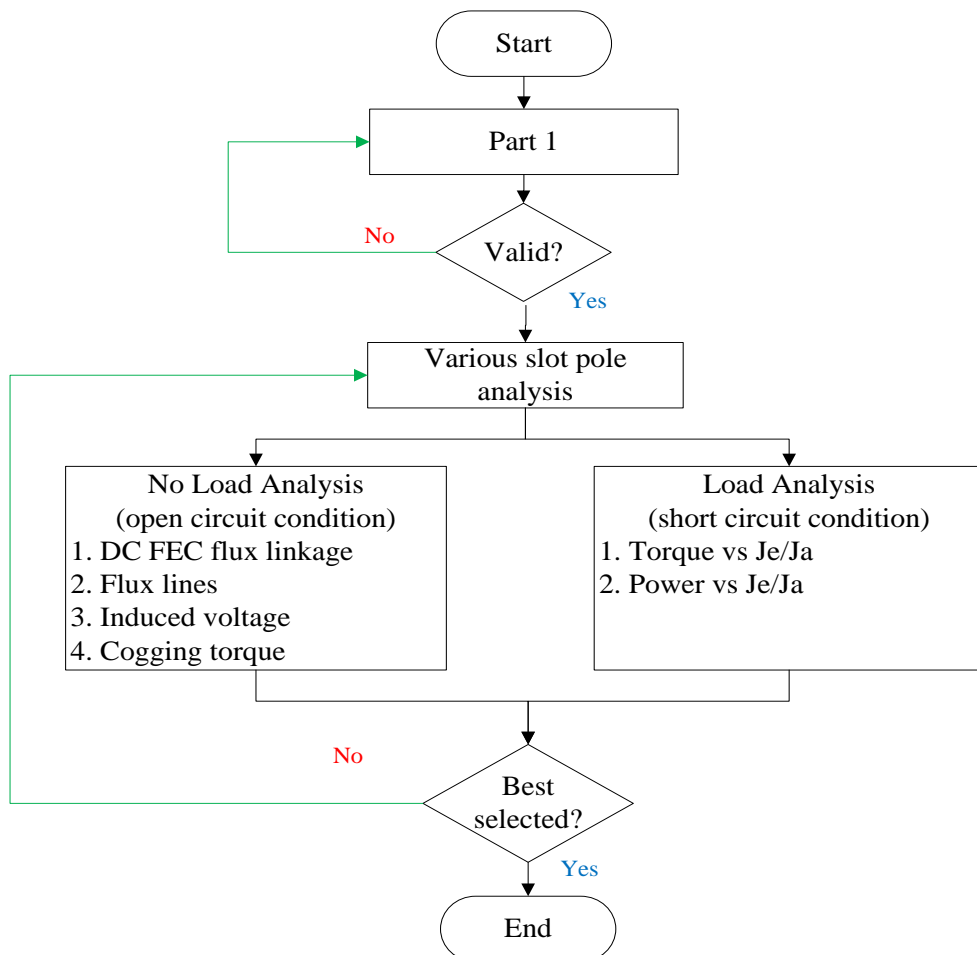 Start
Part 1
No
Valid?
Yes
Various slot pole
analysis
No Load Analysis
(open circuit condition)
1. DC FEC flux linkage
2. Flux lines
3. Induced voltage
4. Cogging torque
Load Analysis
(short circuit condition)
1. Torque vs Je/Ja
2. Power vs Je/Ja
No
Best
selected?
Yes
End